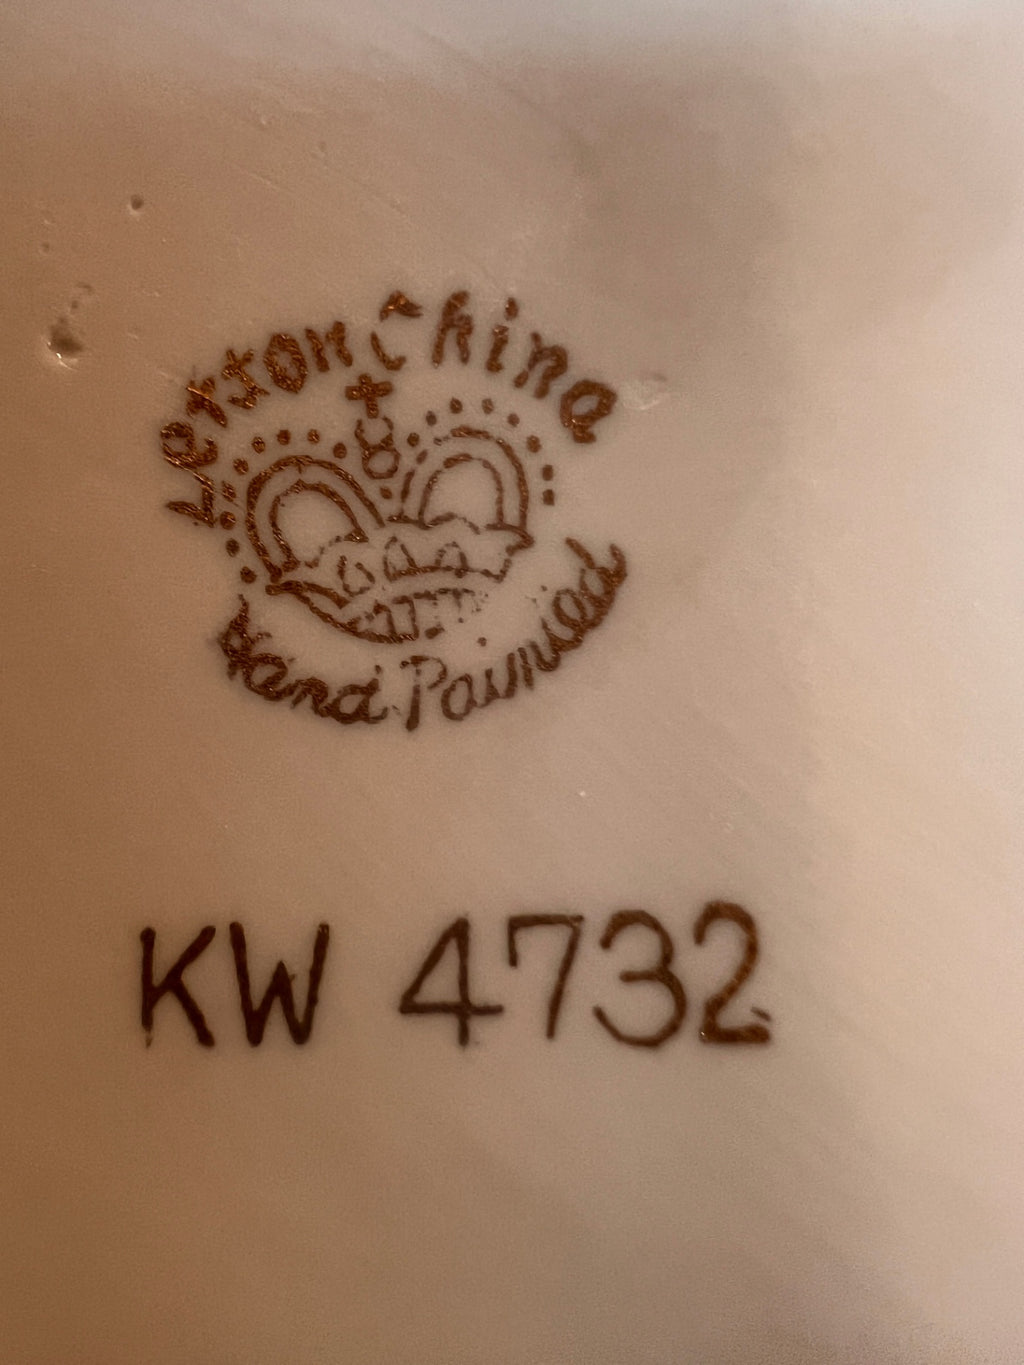 Lefton China
Hand Painted
KW 4732